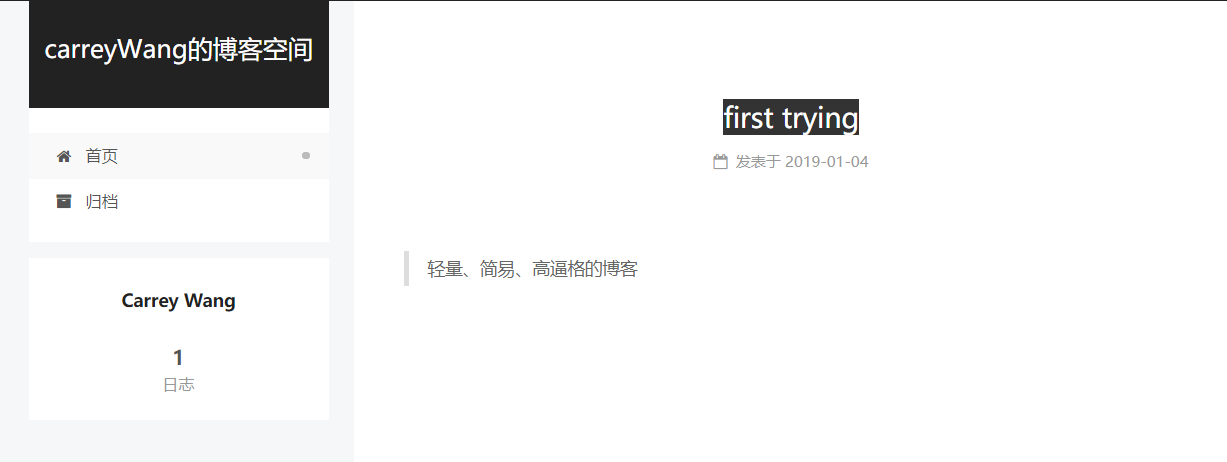 carreyWang的博客空间
首页
归档
Carrey Wang
1
日志
first trying
发表于 2019-01-04
轻量、简易、高逼格的博客